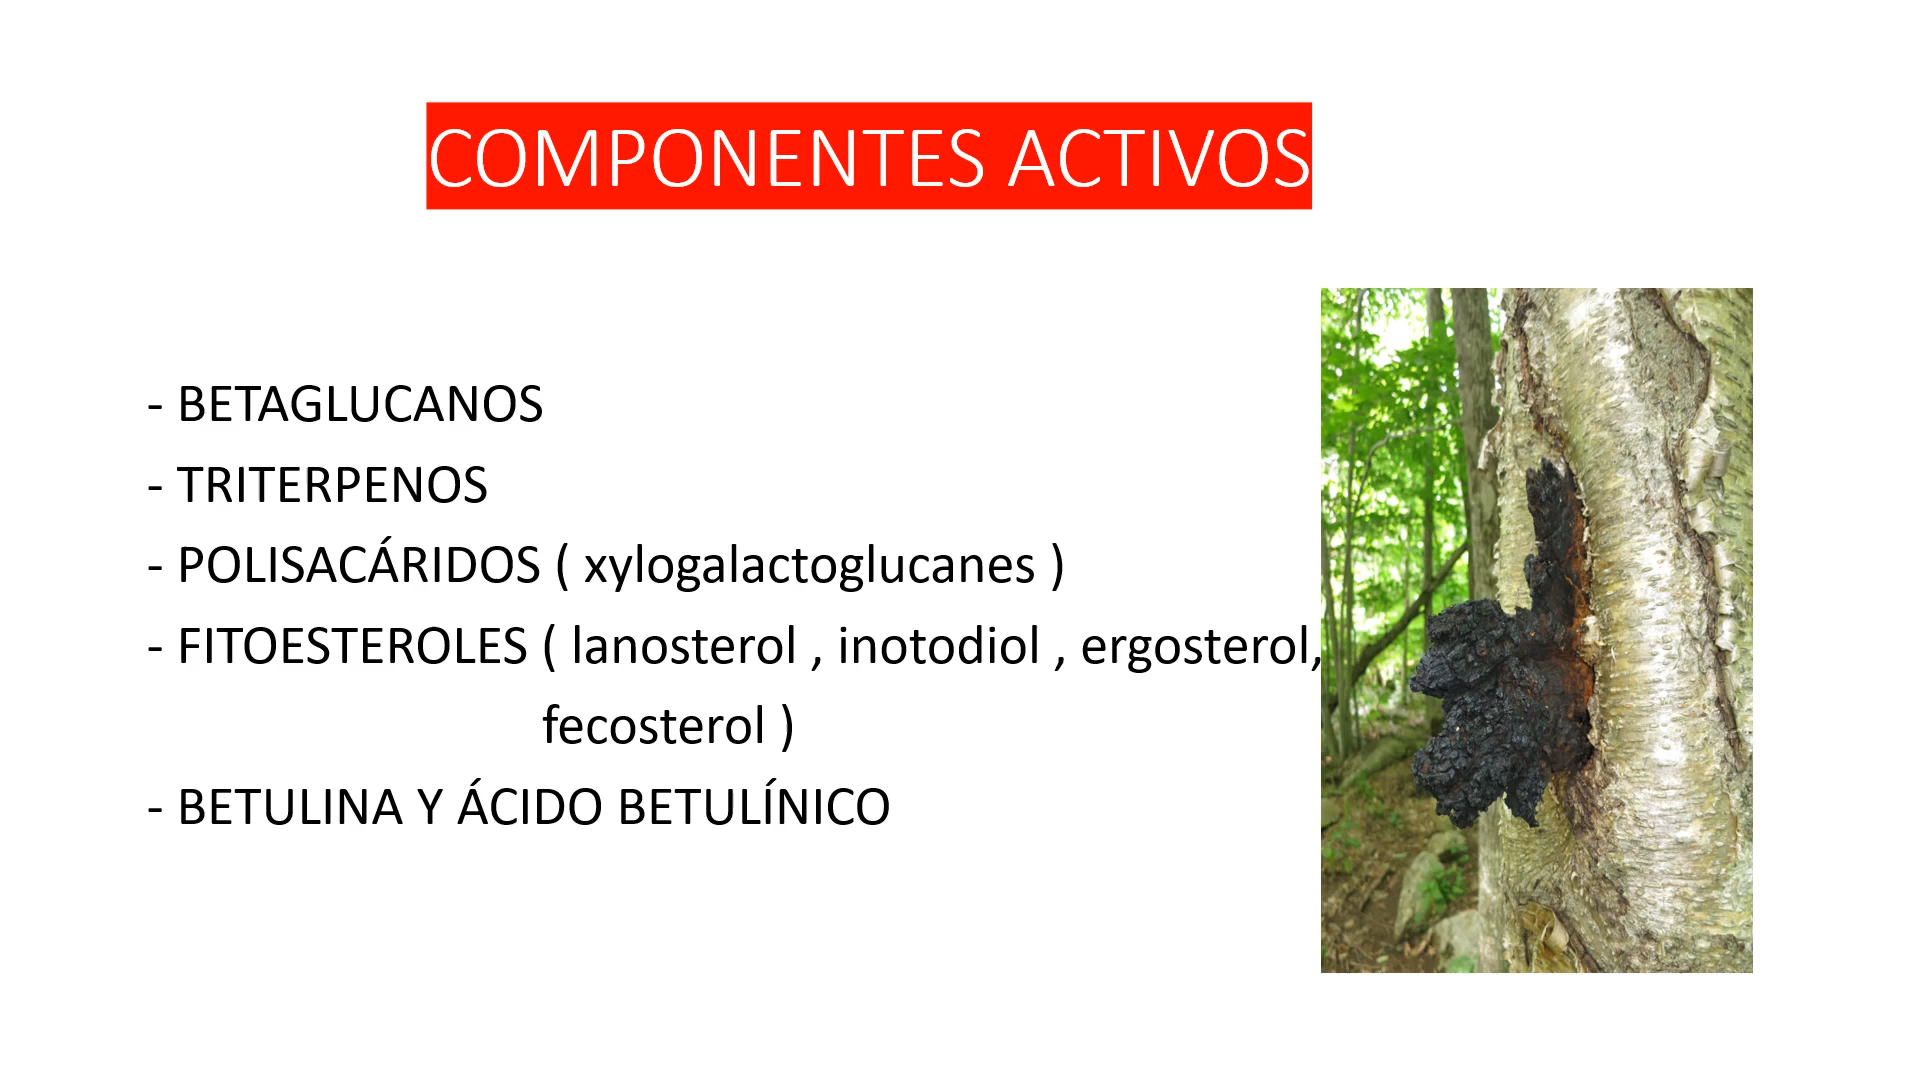 COMPONENTES ACTIVOS
- BETAGLUCANOS
- TRITERPENOS
- POLISACÁRIDOS ( xylogalactoglucanes )
- FITOESTEROLES ( lanosterol , inotodiol , ergosterol,
fecosterol )
- BETULINA Y ÁCIDO BETULÍNICO